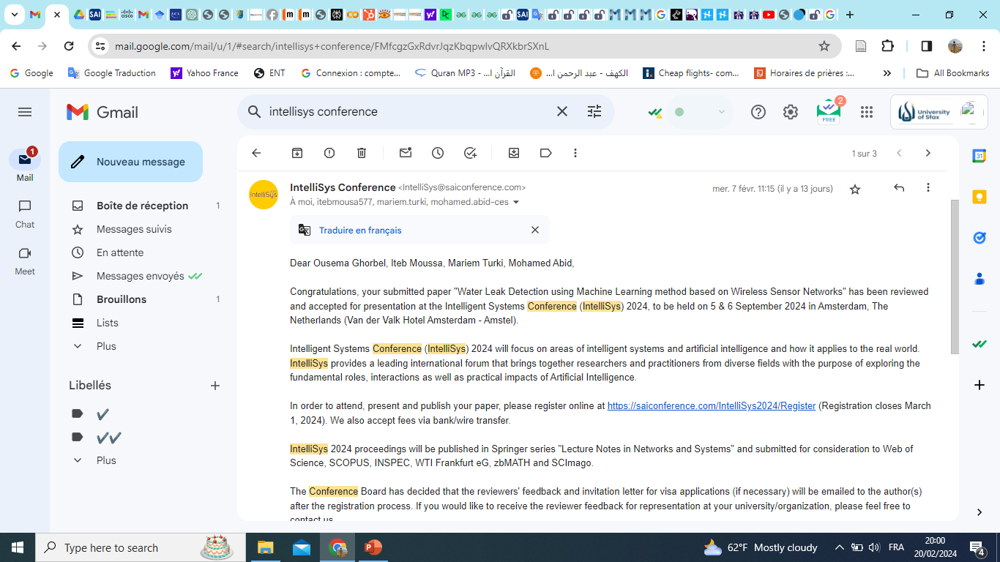 mail.google.com/mail/u/1/#search/intellisys+conference/FMfcgzGxRdvrJqzKbqpwlvQRXkbrSXnL
Google
Google Traduction
Yahoo France
ENT
Connexion : compte...
Quran MP3 - القرآن ا...
الكهف - عبد الرحمن ا...
Cheap flights- com...
Horaires de prières :...
All Bookmarks
Gmail
intellisys conference
2
FREE
University of Sfax
1
Mail
Chat
Meet
Nouveau message
Boîte de réception 1
Messages suivis
En attente
Messages envoyés
Brouillons 1
Lists
Plus
Libellés
Plus
1 sur 3
IntelliSys
IntelliSys Conference <IntelliSys@saiconference.com>
mer. 7 févr. 11:15 (il y a 13 jours)
À moi, itebmousa577, mariem.turki, mohamed.abid-ces
Traduire en français
Dear Ousema Ghorbel, Iteb Moussa, Mariem Turki, Mohamed Abid,
Congratulations, your submitted paper "Water Leak Detection using Machine Learning method based on Wireless Sensor Networks" has been reviewed
and accepted for presentation at the Intelligent Systems Conference (IntelliSys) 2024, to be held on 5 & 6 September 2024 in Amsterdam, The
Netherlands (Van der Valk Hotel Amsterdam - Amstel).
Intelligent Systems Conference (IntelliSys) 2024 will focus on areas of intelligent systems and artificial intelligence and how it applies to the real world.
IntelliSys provides a leading international forum that brings together researchers and practitioners from diverse fields with the purpose of exploring the
fundamental roles, interactions as well as practical impacts of Artificial Intelligence.
In order to attend, present and publish your paper, please register online at https://saiconference.com/IntelliSys2024/Register (Registration closes March
1, 2024). We also accept fees via bank/wire transfer.
IntelliSys 2024 proceedings will be published in Springer series "Lecture Notes in Networks and Systems" and submitted for consideration to Web of
Science, SCOPUS, INSPEC, WTI Frankfurt eG, zbMATH and SCImago.
The Conference Board has decided that the reviewers' feedback and invitation letter for visa applications (if necessary) will be emailed to the author(s)
after the registration process. If you would like to receive the reviewer feedback for representation at your university/organization, please feel free to
contact us
31
Type here to search
62°F Mostly cloudy
FRA
20:00
20/02/2024
4